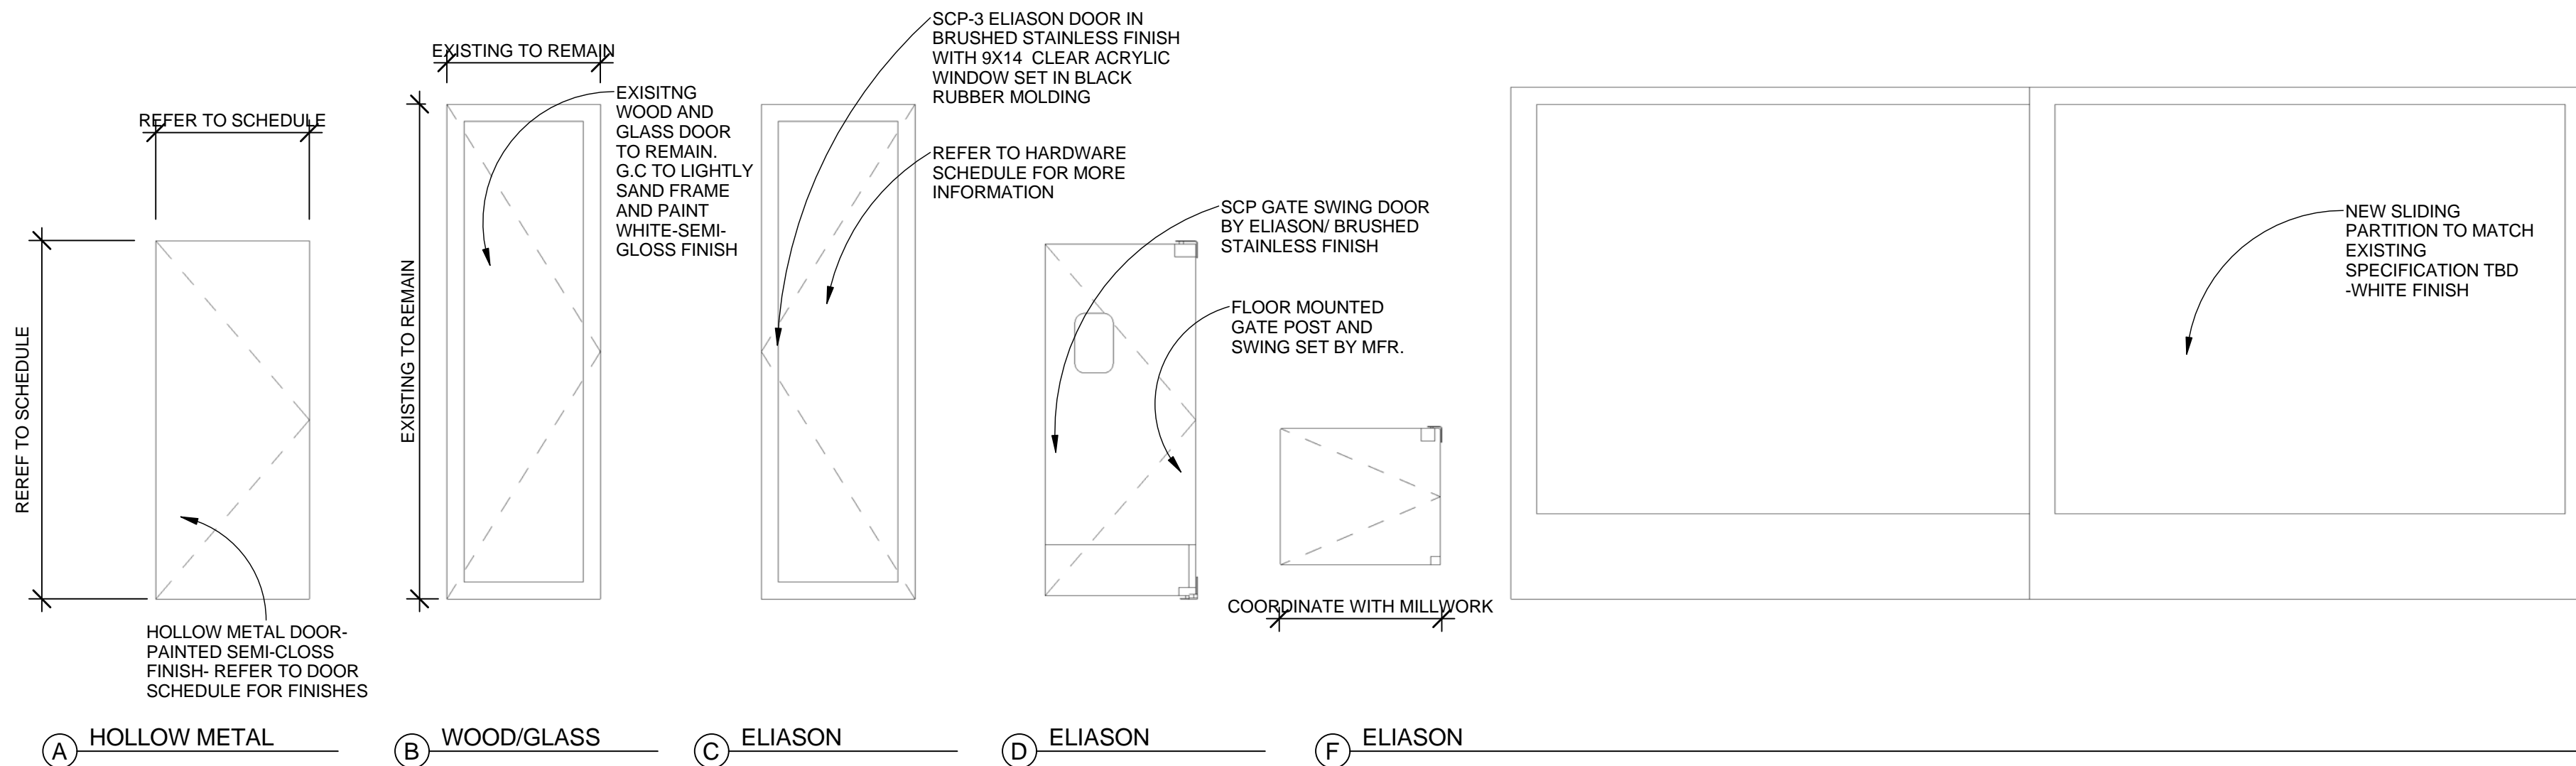 REFER TO SCHEDULE
REREF TO SCHEDULE
HOLLOW METAL DOOR-
PAINTED SEMI-CLOSS
FINISH- REFER TO DOOR
SCHEDULE FOR FINISHES
EXISTING TO REMAIN
EXISTING TO REMAIN
EXISITNG
WOOD AND
GLASS DOOR
TO REMAIN.
G.C TO LIGHTLY
SAND FRAME
AND PAINT
WHITE-SEMI-
GLOSS FINISH
SCP-3 ELIASON DOOR IN
BRUSHED STAINLESS FINISH
WITH 9X14 CLEAR ACRYLIC
WINDOW SET IN BLACK
RUBBER MOLDING
REFER TO HARDWARE
SCHEDULE FOR MORE
INFORMATION
SCP GATE SWING DOOR
BY ELIASON/ BRUSHED
STAINLESS FINISH
FLOOR MOUNTED
GATE POST AND
SWING SET BY MFR.
COORDINATE WITH MILLWORK
NEW SLIDING
PARTITION TO MATCH
EXISTING
SPECIFICATION TBD
-WHITE FINISH
A HOLLOW METAL
B WOOD/GLASS
C ELIASON
D ELIASON
F ELIASON